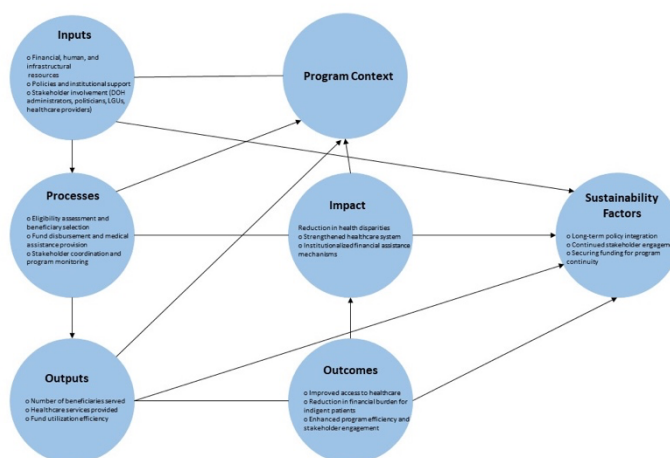 Inputs
o Financial, human, and
infrastructural
resources
o Policies and institutional support
o Stakeholder involvement (DOH
administrators, politicians, LGUs,
healthcare providers)
Program Context
Processes
o Eligibility assessment and
beneficiary selection
o Fund disbursement and medical
assistance provision
o Stakeholder coordination and
program monitoring
Impact
Reduction in health disparities
o Strengthened healthcare system
o Institutionalized financial assistance
mechanisms
Sustainability
Factors
o Long-term policy integration
o Continued stakeholder engagement
o Securing funding for program
continuity
Outputs
o Number of beneficiaries served
o Healthcare services provided
o Fund utilization efficiency
Outcomes
o Improved access to healthcare
o Reduction in financial burden for
indigent patients
o Enhanced program efficiency and
stakeholder engagement